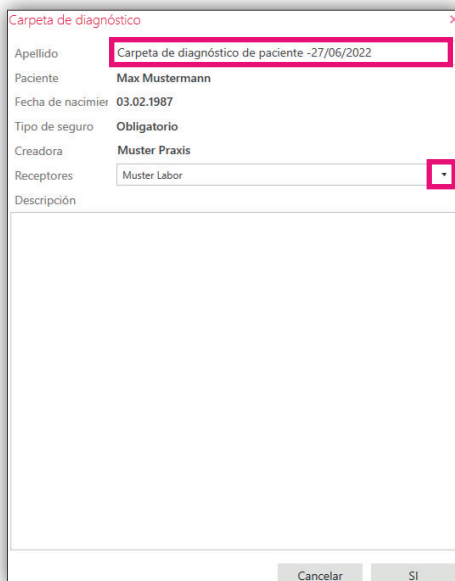 Carpeta de diagnóstico
Apellido Carpeta de diagnóstico de paciente -27/06/2022
Paciente Max Mustermann
Fecha de nacimier 03.02.1987
Tipo de seguro Obligatorio
Creadora Muster Praxis
Receptores Muster Labor
Descripción
Cancelar SI